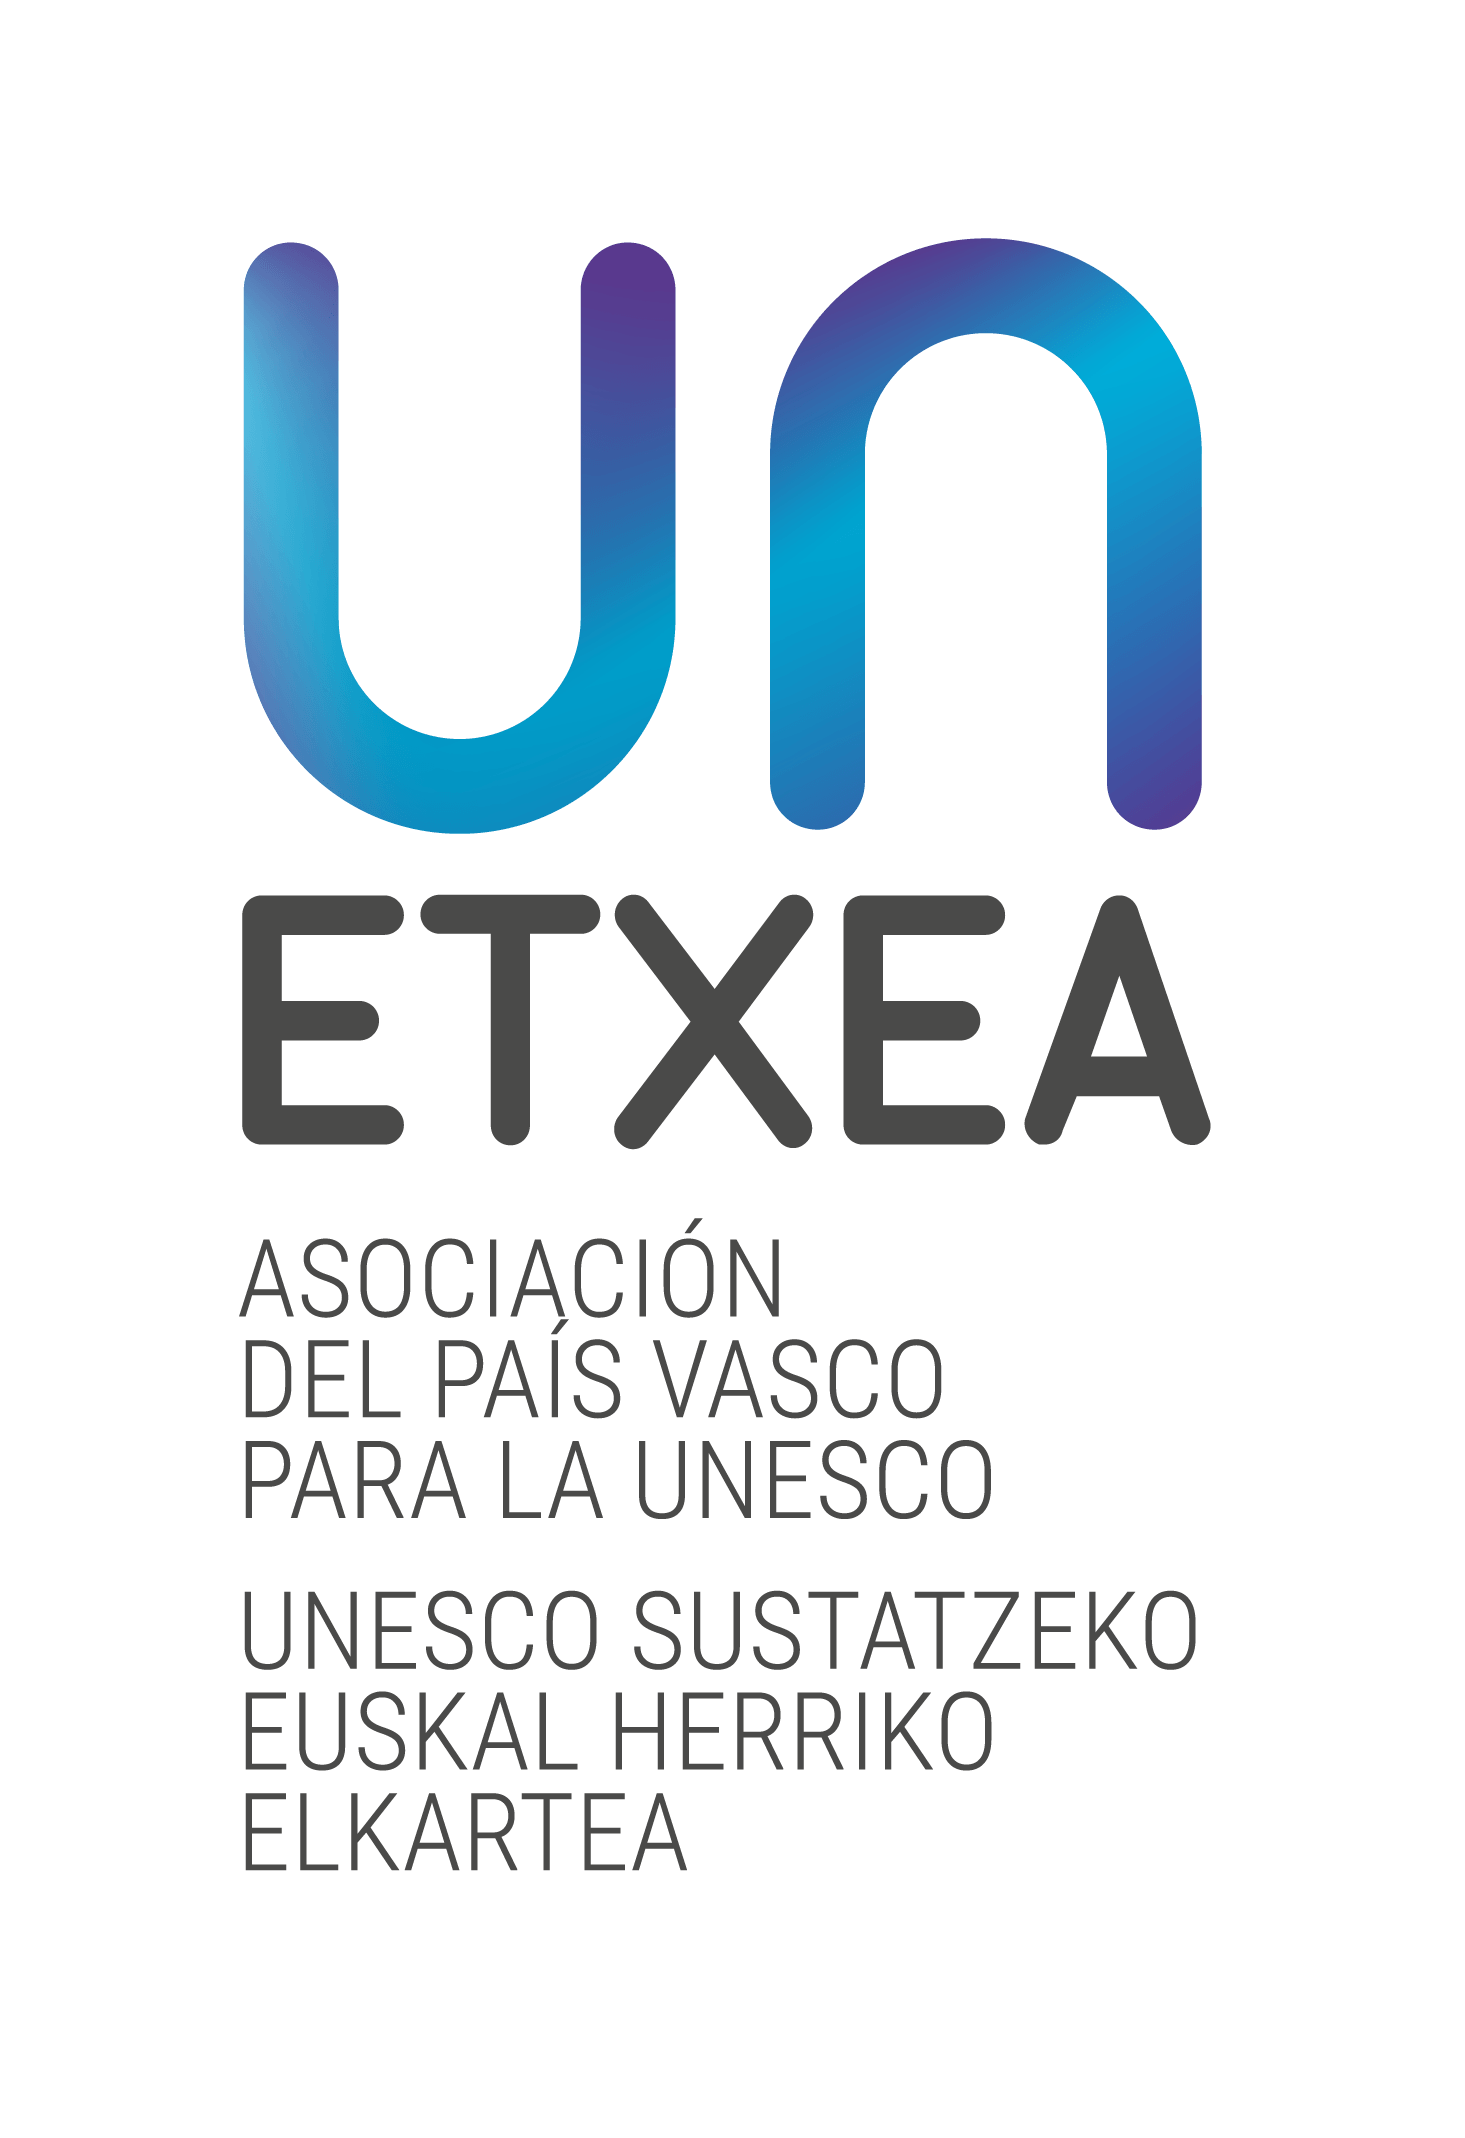 UN
ETXEA
ASOCIACIÓN
DEL PAÍS VASCO
PARA LA UNESCO
UNESCO SUSTATZEKO
EUSKAL HERRIKO
ELKARTEA